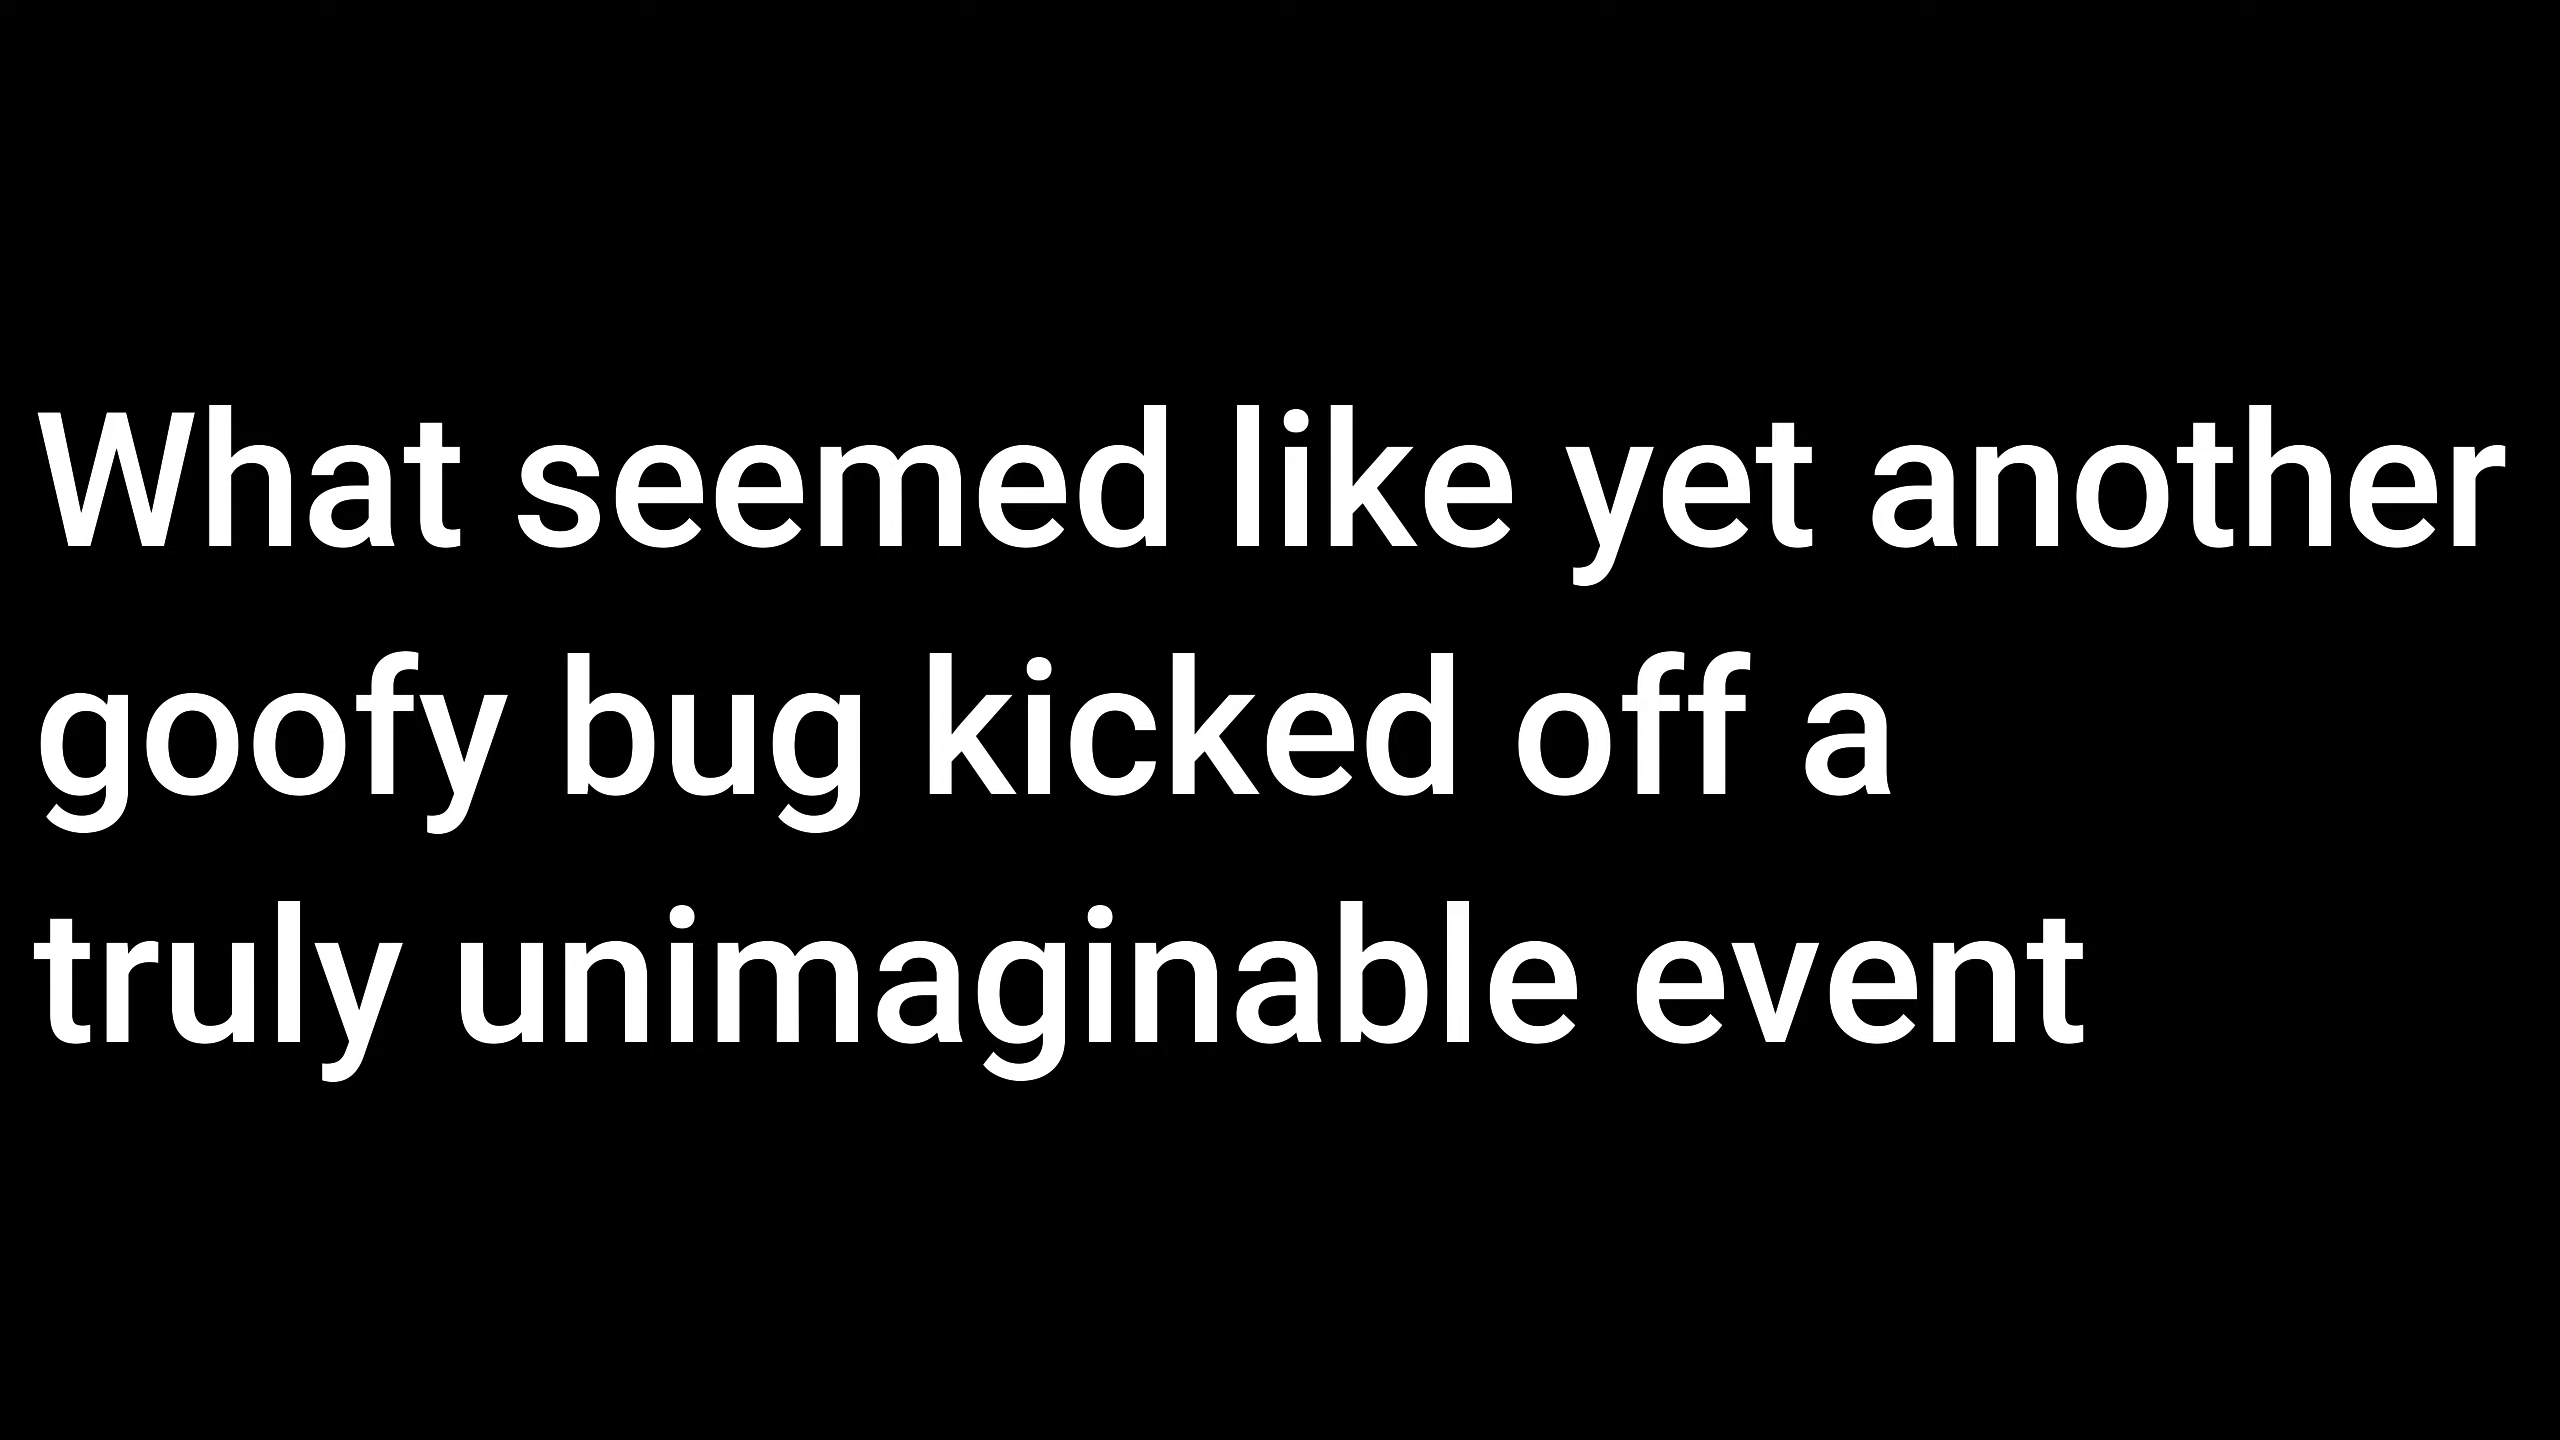 What seemed like yet another
goofy bug kicked off a
truly unimaginable event